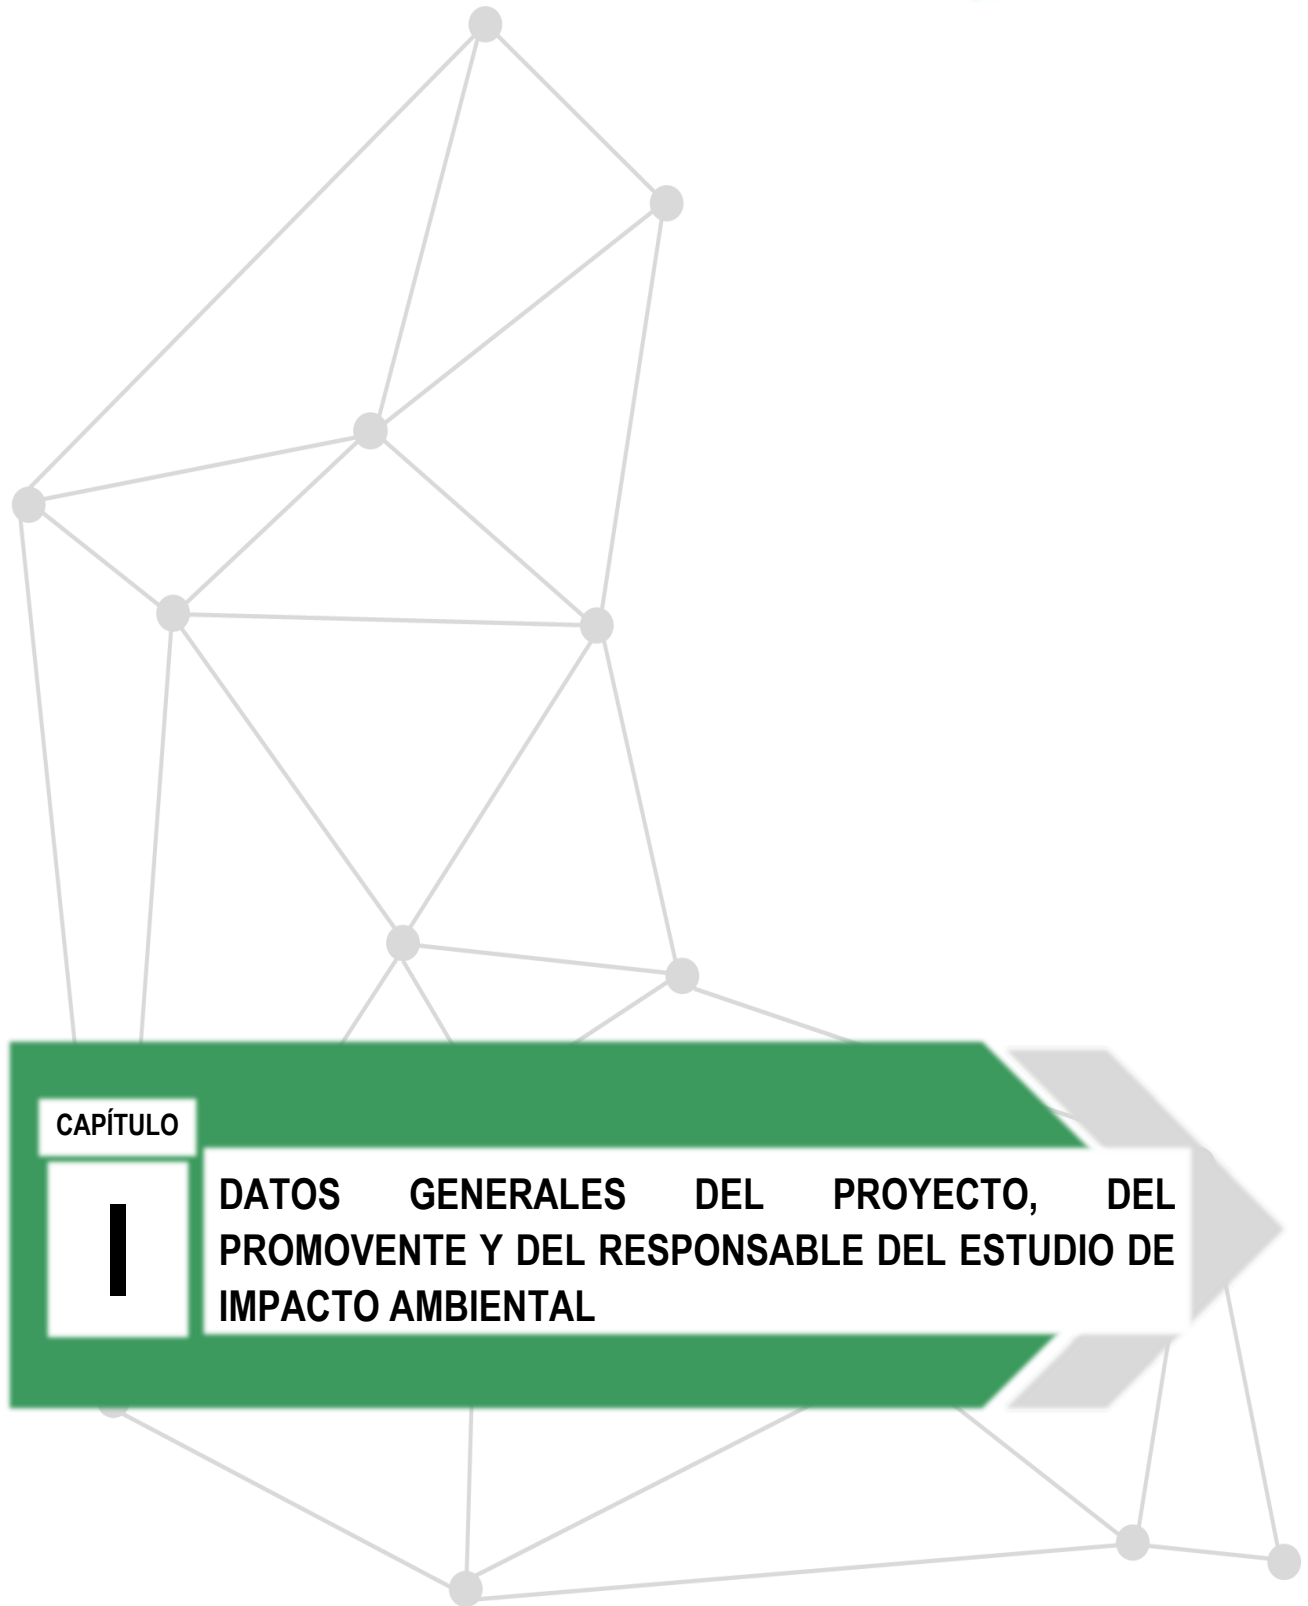 CAPÍTULO
I
DATOS GENERALES DEL PROYECTO, DEL
PROMOVENTE Y DEL RESPONSABLE DEL ESTUDIO DE
IMPACTO AMBIENTAL